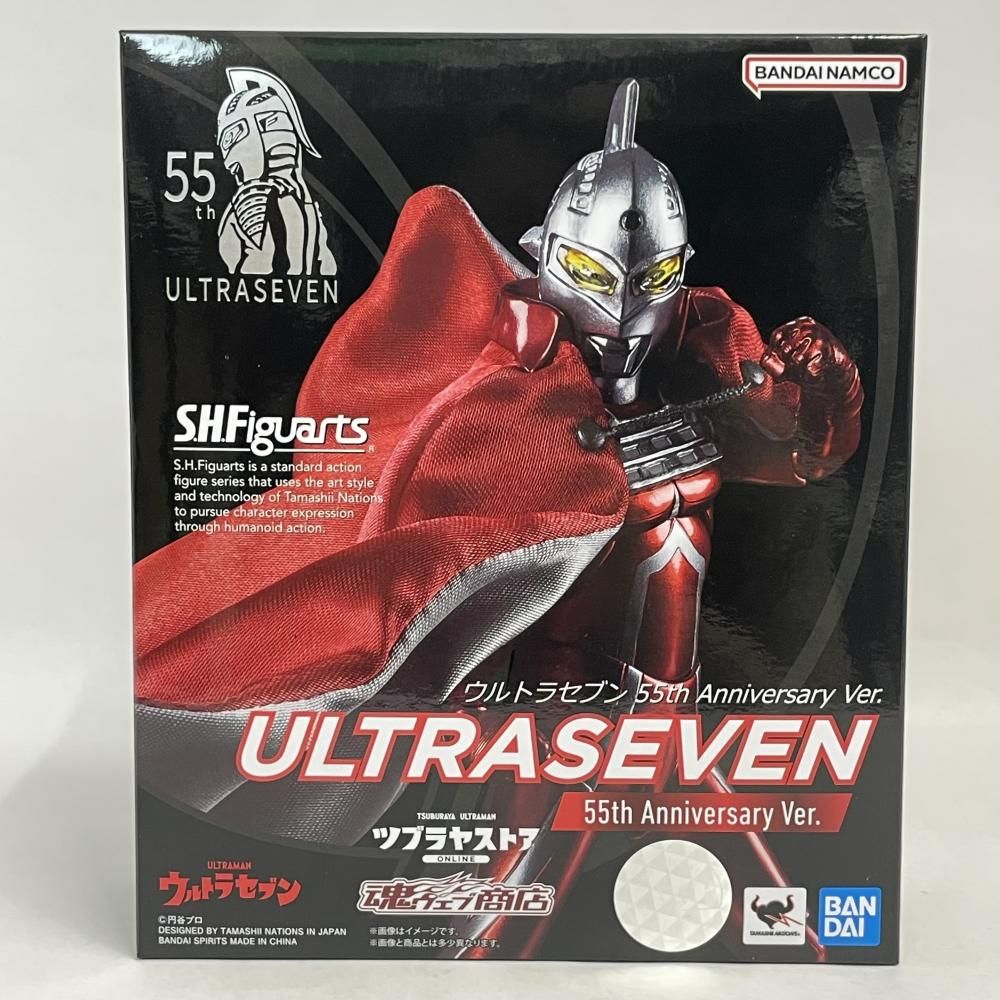 BANDAI NAMCO
55
th
ULTRASEVEN
S.H.Figuarts
®
S.H.Figuarts is a standard action
figure series that uses the art style
and technology of Tamashii Nations
to pursue character expression
through humanoid action.
ウルトラセブン 55th Anniversary Ver.
ULTRASEVEN
55th Anniversary Ver.
TSUBURAYA ULTRAMAN
ツブラヤストア
ONLINE
ULTRAMAN
ウルトラセブン
魂ウェブ商店
©円谷プロ
DESIGNED BY TAMASHII NATIONS IN JAPAN
BANDAI SPIRITS MADE IN CHINA
※画像はイメージです。
※画像と商品とは多少異なります。
TAMASHII NATIONS
BAN
DAI